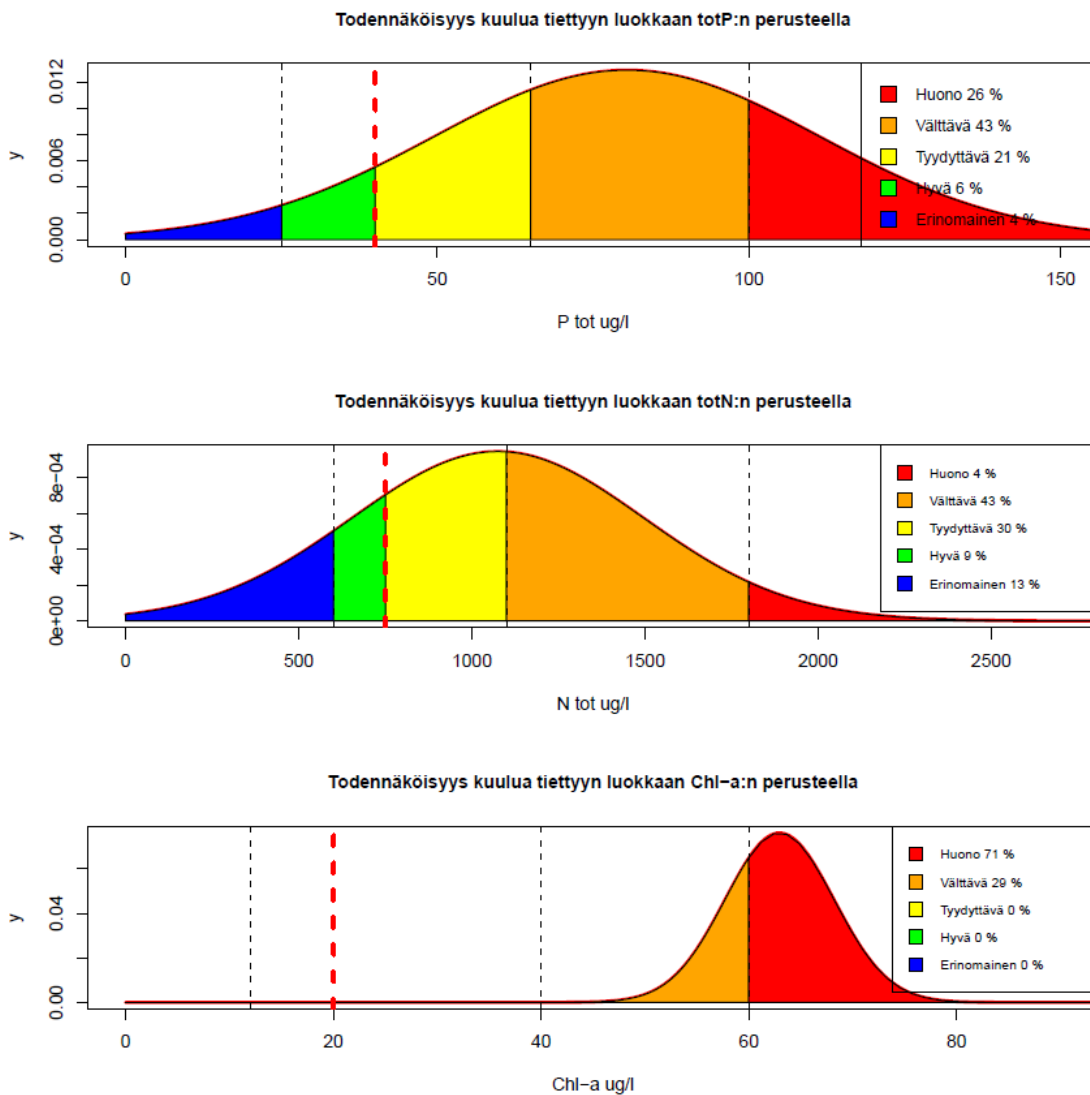 Todennäköisyys kuulua tiettyyn luokkaan totP:n perusteella
0.012
0.006
0.000
y
Huono 26 %
Välttävä 43 %
Tyydyttävä 21 %
Hyvä 6 %
Erinomainen 4 %
0 50 100 150
P tot ug/l
Todennäköisyys kuulua tiettyyn luokkaan totN:n perusteella
8e−04
4e−04
0e+00
y
Huono 4 %
Välttävä 43 %
Tyydyttävä 30 %
Hyvä 9 %
Erinomainen 13 %
0 500 1000 1500 2000 2500
N tot ug/l
Todennäköisyys kuulua tiettyyn luokkaan Chl−a:n perusteella
0.04
0.00
y
Huono 71 %
Välttävä 29 %
Tyydyttävä 0 %
Hyvä 0 %
Erinomainen 0 %
0 20 40 60 80
Chl−a ug/l